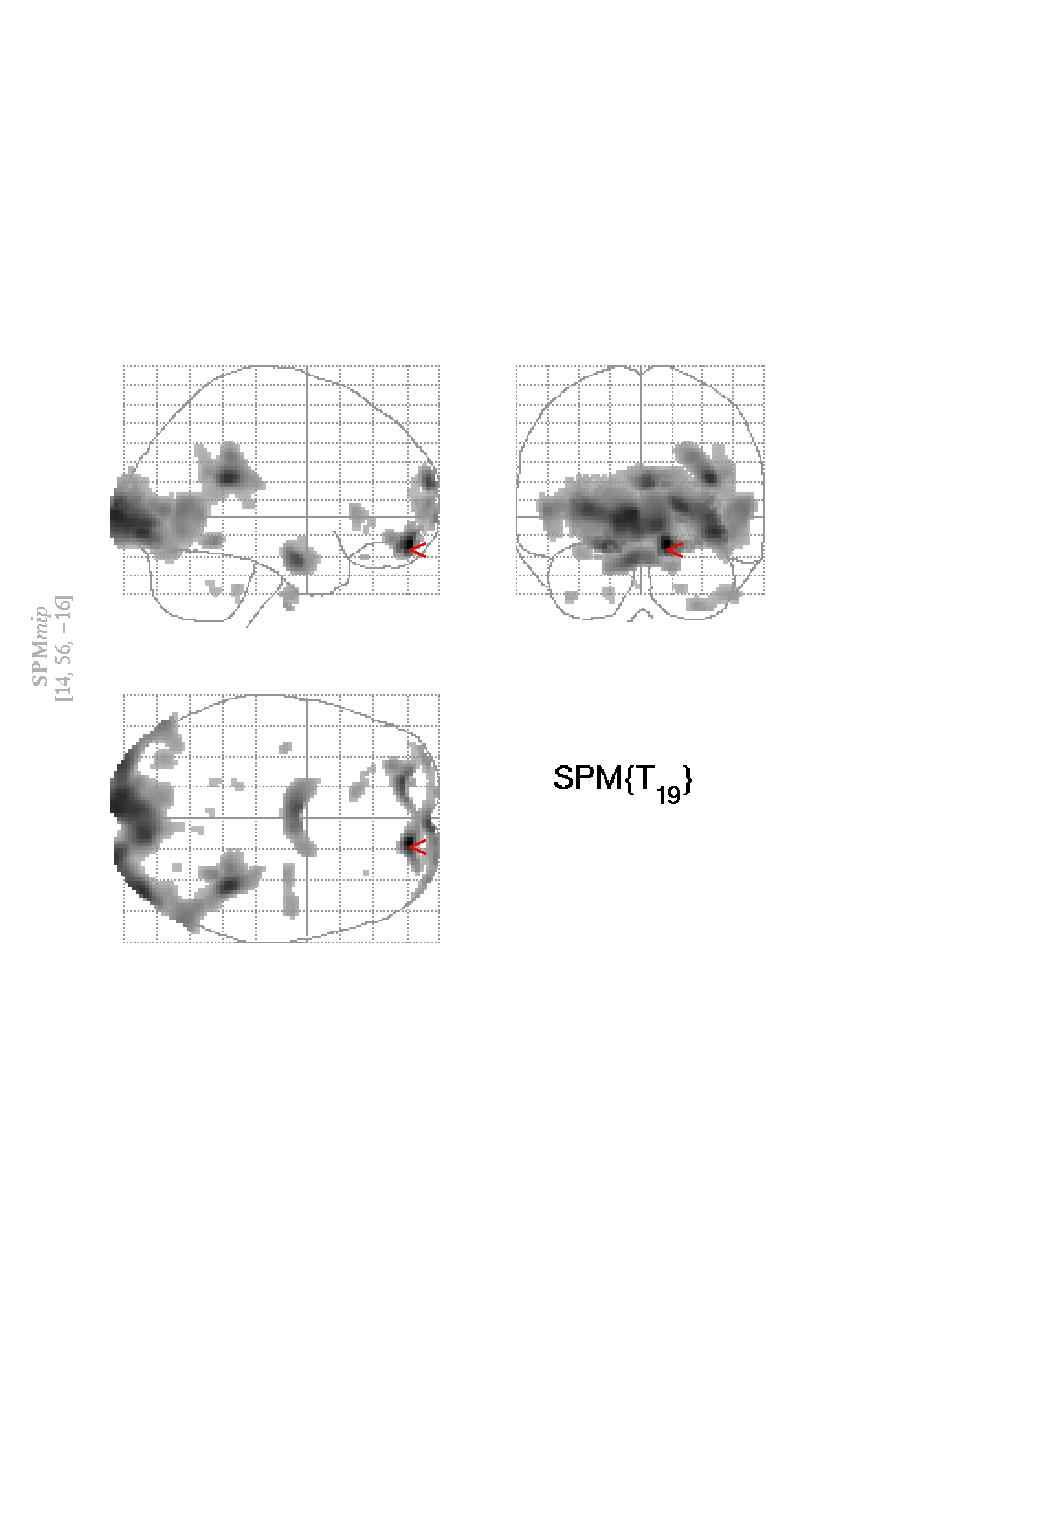 SPMmip
[14, 56, −16]
<
<
<
SPM{T19}